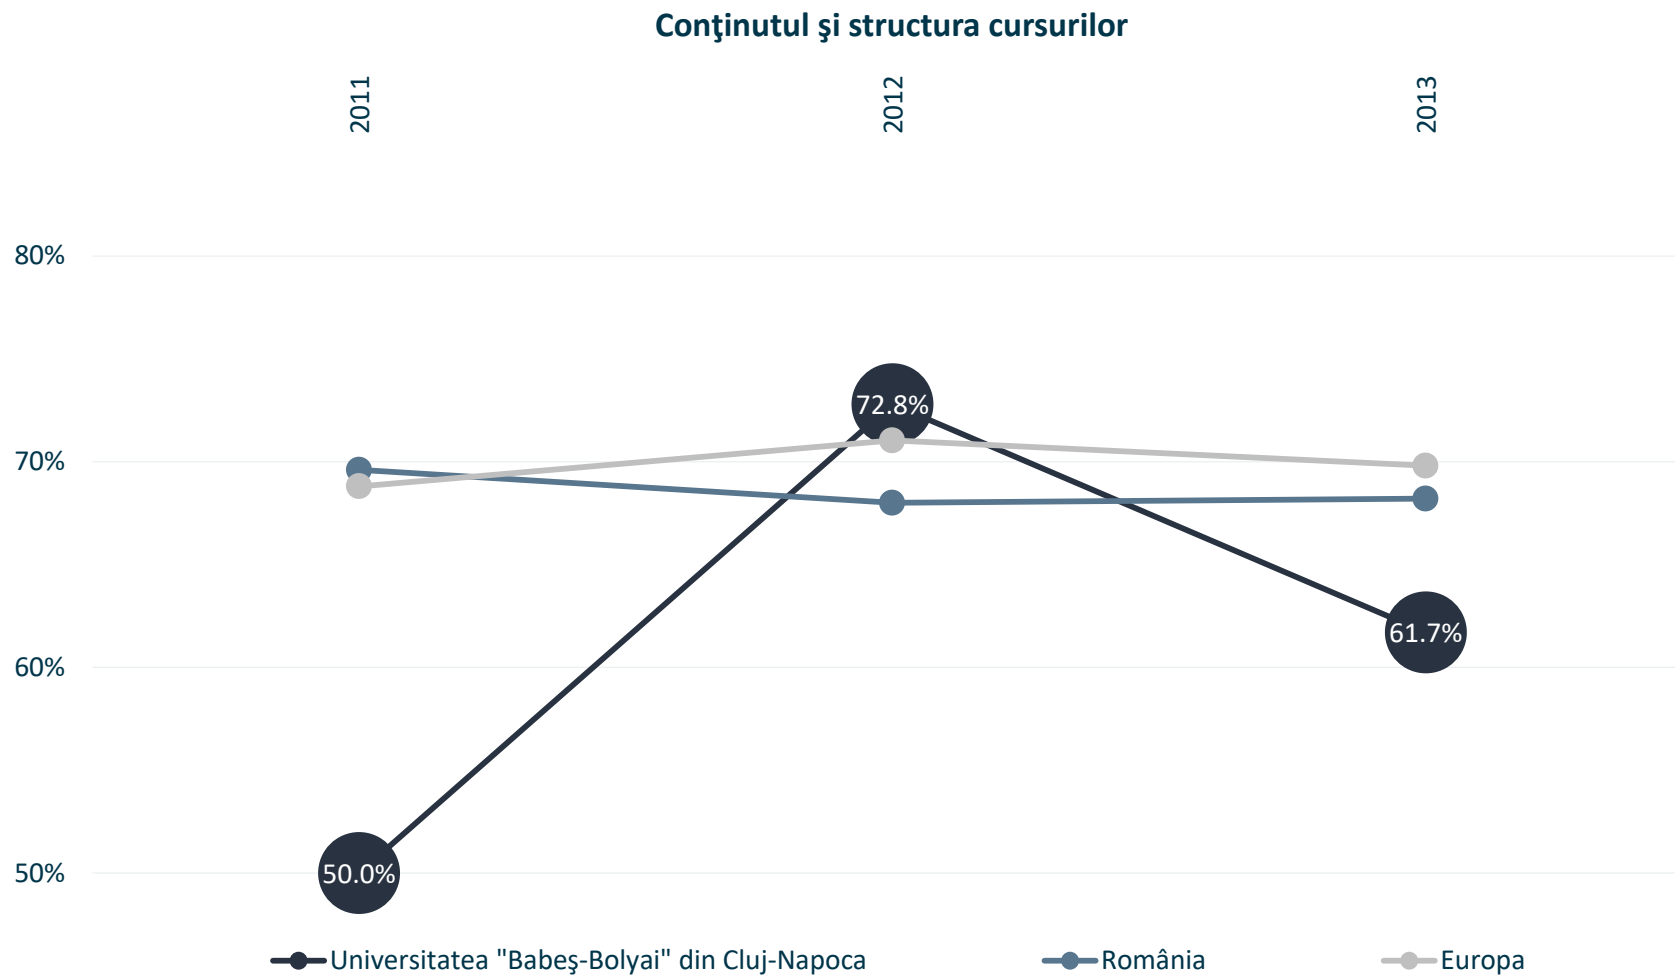 Conţinutul şi structura cursurilor
2011
2012
2013
80%
70%
60%
50%
72.8%
61.7%
50.0%
Universitatea "Babeş-Bolyai" din Cluj-Napoca
România
Europa